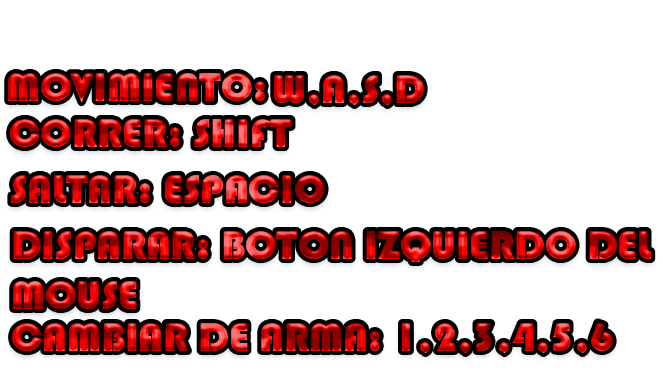 MOVIMIENTO: W,A,S,D
CORRER: SHIFT
SALTAR: ESPACIO
DISPARAR: BOTON IZQUIERDO DEL
MOUSE
CAMBIAR DE ARMA: 1,2,3,4,5,6